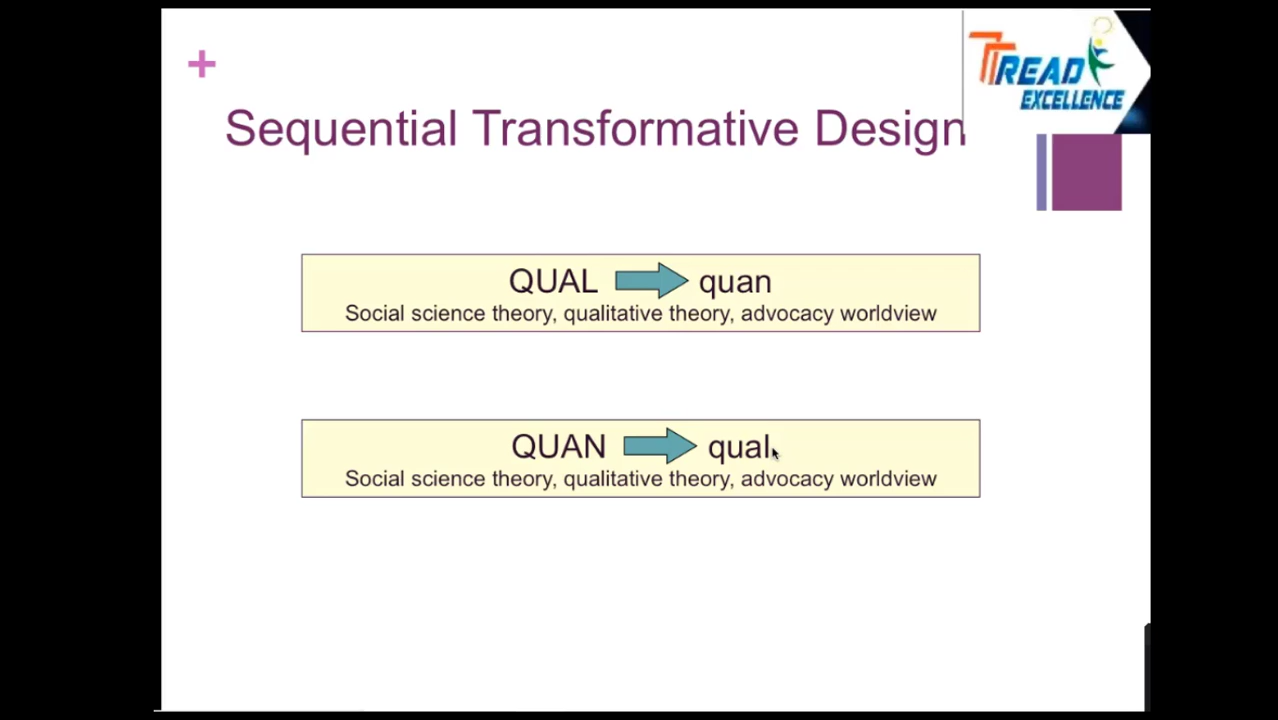 +
TREAD
EXCELLENCE
Sequential Transformative Design
QUAL quan
Social science theory, qualitative theory, advocacy worldview
QUAN qual
Social science theory, qualitative theory, advocacy worldview